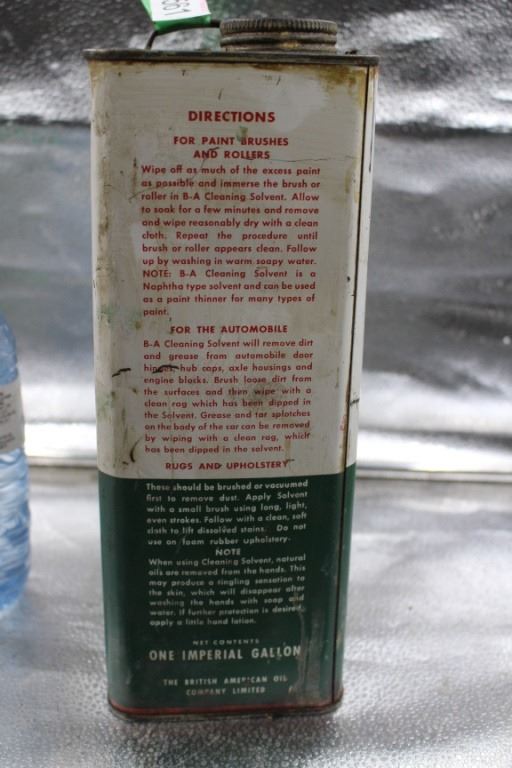 DIRECTIONS
FOR PAINT BRUSHES
AND ROLLERS
Wipe off as much of the excess paint
as possible and immerse the brush or
roller in B-A Cleaning Solvent. Allow
to soak for a few minutes and remove
and wipe reasonably dry with a clean
cloth. Repeat the procedure until
brush or roller appears clean. Follow
up by washing in warm soapy water.
NOTE: B-A Cleaning Solvent is a
Naphtha type solvent and can be used
as a paint thinner for many types of
paint.
FOR THE AUTOMOBILE
B-A Cleaning Solvent will remove dirt
and grease from automobile door
hinges, hub caps, axle housings and
engine blocks. Brush loose dirt from
the surfaces and then wipe with a
clean rag which has been dipped in
the Solvent. Grease and tar splotches
on the body of the car can be removed
by wiping with a clean rag, which
has been dipped in the solvent.
RUGS AND UPHOLSTERY
These should be brushed or vacuumed
first to remove dust. Apply Solvent
with a small brush using long, light,
even strokes. Follow with a clean, soft
cloth to lift dissolved stains. Do not
use on foam rubber upholstery.
NOTE
When using Cleaning Solvent, natural
oils are removed from the hands. This
may produce a tingling sensation to
the skin, which will disappear after
washing the hands with soap and
water. If further protection is desired,
apply a little hand lotion.
NET CONTENTS
ONE IMPERIAL GALLON
THE BRITISH AMERICAN OIL
COMPANY LIMITED